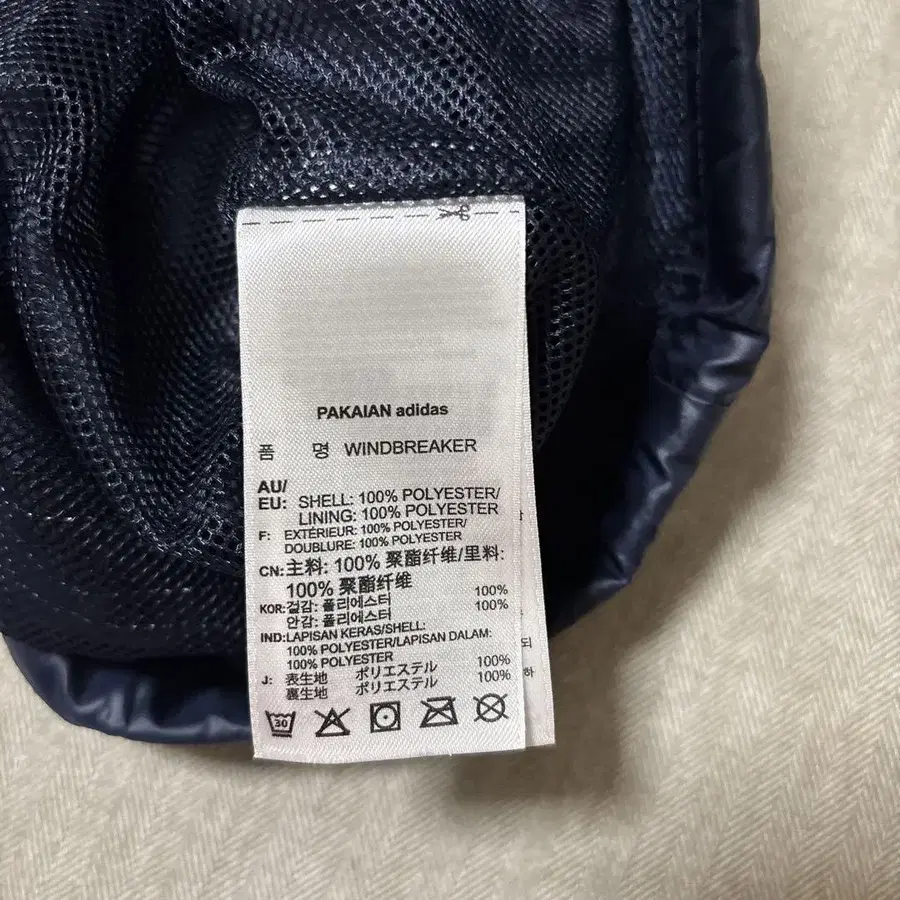 PAKAIAN adidas
품 명 WINDBREAKER
AU/
EU: SHELL: 100% POLYESTER/
LINING: 100% POLYESTER
F: EXTÉRIEUR: 100% POLYESTER/
DOUBLURE: 100% POLYESTER
CN: 主料: 100% 聚酯纤维/里料:
100% 聚酯纤维
KOR: 겉감: 폴리에스터 100%
안감: 폴리에스터 100%
IND: LAPISAN KERAS/SHELL:
100% POLYESTER/LAPISAN DALAM:
100% POLYESTER
J: 表生地 ポリエステル 100%
裏生地 ポリエステル 100%
30
되
하